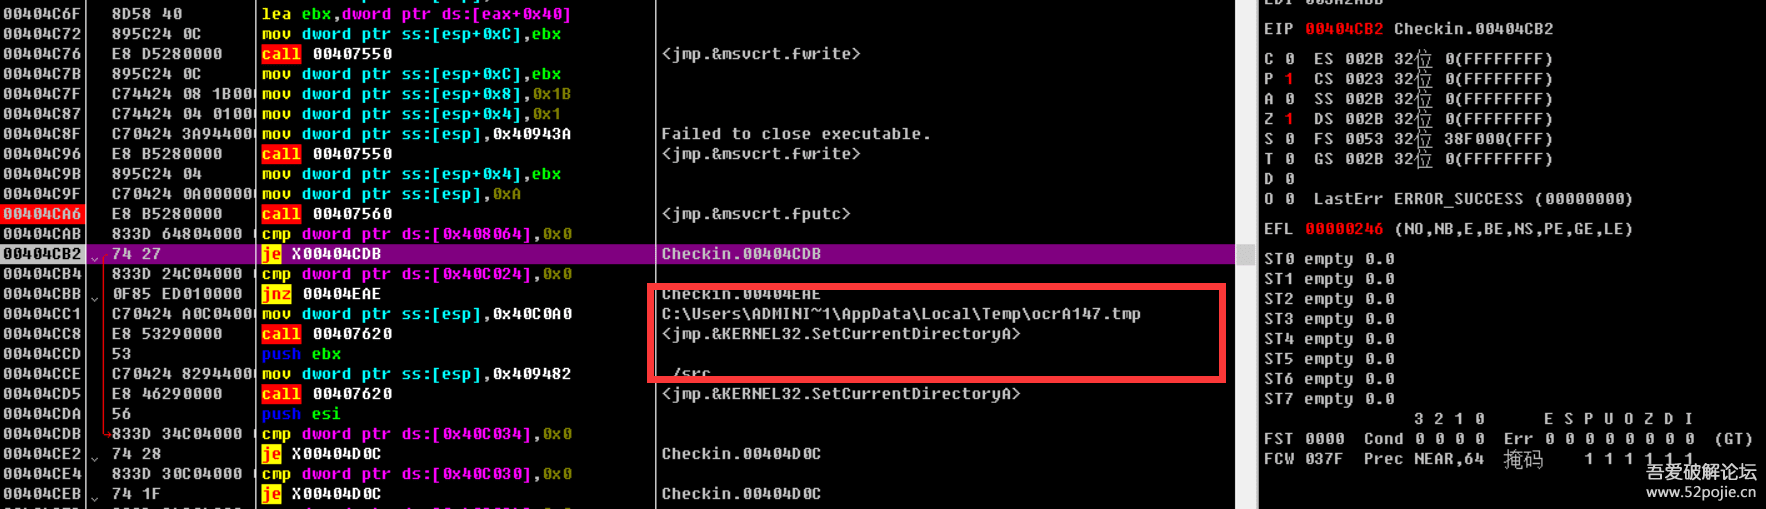 00404C6F 8D58 40 lea ebx,dword ptr ds:[eax+0x40]
00404C72 895C24 0C mov dword ptr ss:[esp+0xC],ebx
00404C76 E8 D5280000 call 00407550 <jmp.&msvcrt.fwrite>
00404C7B 895C24 0C mov dword ptr ss:[esp+0xC],ebx
00404C7F C74424 08 1B00 mov dword ptr ss:[esp+0x8],0x1B
00404C87 C74424 04 0100 mov dword ptr ss:[esp+0x4],0x1
00404C8F C70424 3A94400 mov dword ptr ss:[esp],0x40943A Failed to close executable.
00404C96 E8 B5280000 call 00407550 <jmp.&msvcrt.fwrite>
00404C9B 895C24 04 mov dword ptr ss:[esp+0x4],ebx
00404C9F C70424 0A00000 mov dword ptr ss:[esp],0xA
00404CA6 E8 B5280000 call 00407560 <jmp.&msvcrt.fputc>
00404CAB 833D 64804000 cmp dword ptr ds:[0x408064],0x0
00404CB2 74 27 je X00404CDB Checkin.00404CDB
00404CB4 833D 24C04000 cmp dword ptr ds:[0x40C024],0x0
00404CBB 0F85 ED010000 jnz 00404EAE Checkin.00404EAE
00404CC1 C70424 A0C0400 mov dword ptr ss:[esp],0x40C0A0 C:\Users\ADMINI~1\AppData\Local\Temp\ocrA147.tmp
00404CC8 E8 53290000 call 00407620 <jmp.&KERNEL32.SetCurrentDirectoryA>
00404CCD 53 push ebx
00404CCE C70424 8294400 mov dword ptr ss:[esp],0x409482 ./src
00404CD5 E8 46290000 call 00407620 <jmp.&KERNEL32.SetCurrentDirectoryA>
00404CDA 56 push esi
00404CDB 833D 34C04000 cmp dword ptr ds:[0x40C034],0x0
00404CE2 74 28 je X00404D0C Checkin.00404D0C
00404CE4 833D 30C04000 cmp dword ptr ds:[0x40C030],0x0
00404CEB 74 1F je X00404D0C Checkin.00404D0C
EIP 00404CB2 Checkin.00404CB2
C 0 ES 002B 32位 0(FFFFFFFF)
P 1 CS 0023 32位 0(FFFFFFFF)
A 0 SS 002B 32位 0(FFFFFFFF)
Z 1 DS 002B 32位 0(FFFFFFFF)
S 0 FS 0053 32位 38F000(FFF)
T 0 GS 002B 32位 0(FFFFFFFF)
D 0
O 0 LastErr ERROR_SUCCESS (00000000)
EFL 00000246 (NO,NB,E,BE,NS,PE,GE,LE)
ST0 empty 0.0
ST1 empty 0.0
ST2 empty 0.0
ST3 empty 0.0
ST4 empty 0.0
ST5 empty 0.0
ST6 empty 0.0
ST7 empty 0.0
3 2 1 0 E S P U O Z D I
FST 0000 Cond 0 0 0 0 Err 0 0 0 0 0 0 0 0 (GT)
FCW 037F Prec NEAR,64 掩码 1 1 1 1 1 1
吾爱破解论坛
www.52pojie.cn